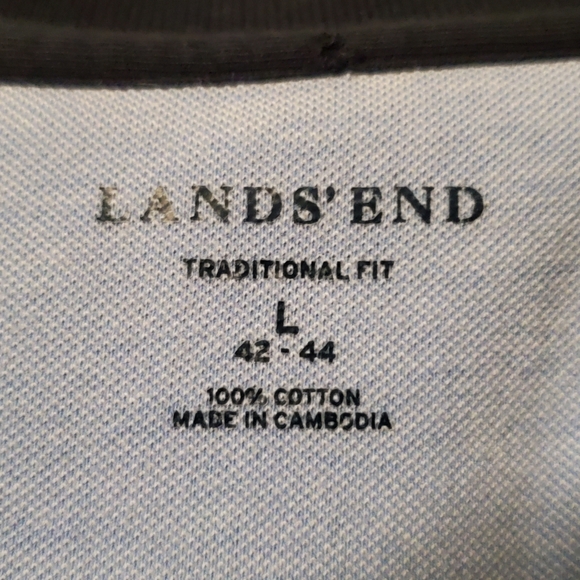 LANDS' END
TRADITIONAL FIT
L
42 - 44
100% COTTON
MADE IN CAMBODIA